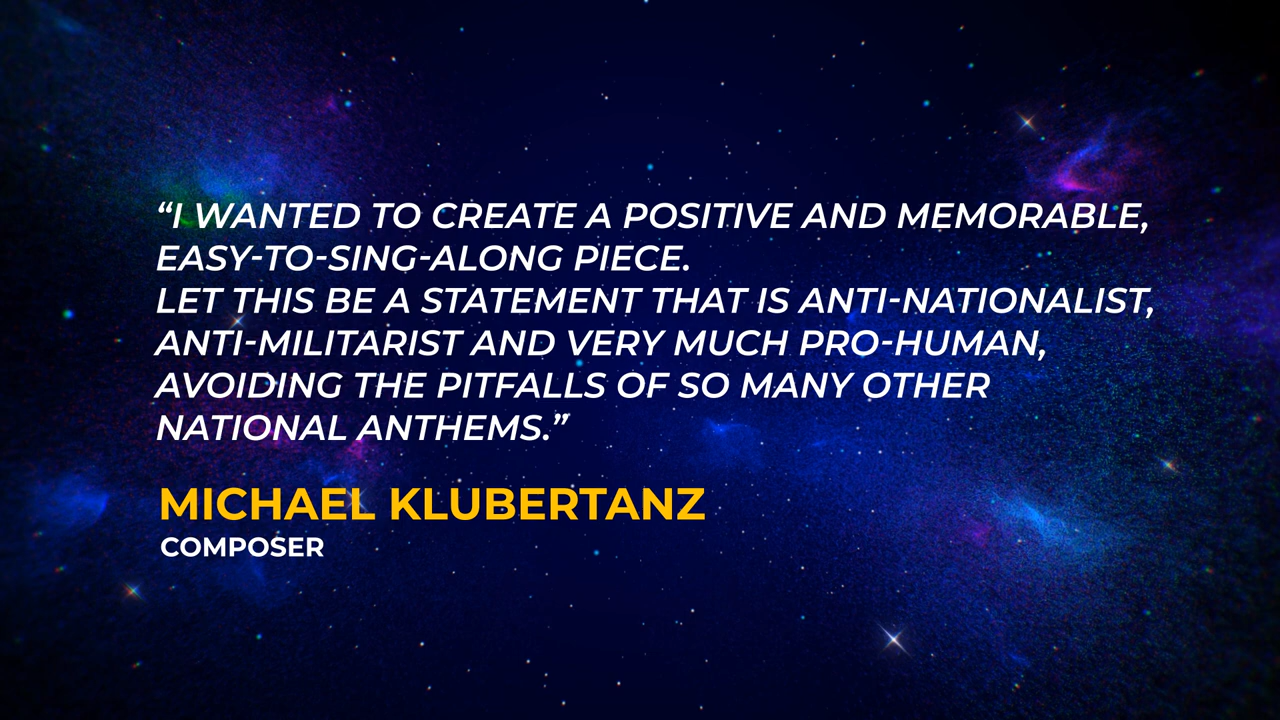 “I WANTED TO CREATE A POSITIVE AND MEMORABLE,
EASY-TO-SING-ALONG PIECE.
LET THIS BE A STATEMENT THAT IS ANTI-NATIONALIST,
ANTI-MILITARIST AND VERY MUCH PRO-HUMAN,
AVOIDING THE PITFALLS OF SO MANY OTHER
NATIONAL ANTHEMS.”
MICHAEL KLUBERTANZ
COMPOSER